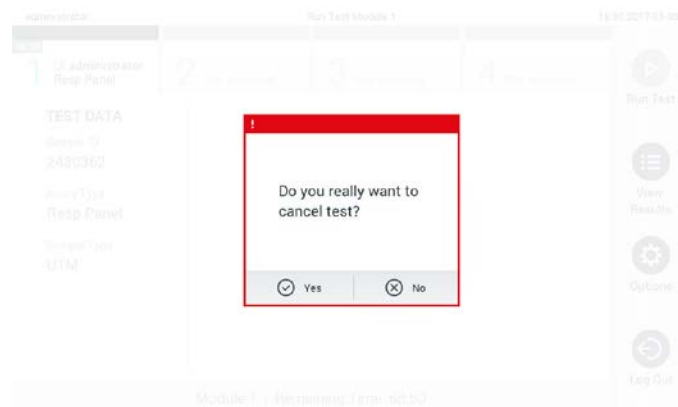 administrator Run Test Module 1
1 administrator 2 3 4
Resp Panel
Run Test
TEST DATA
!
Sample ID
2480362
Do you really want to
cancel test?
View
Results
Assay Type
Resp Panel
Sample Type
UTM
Yes No
Options
Log Out
Module 1 Remaining Time: